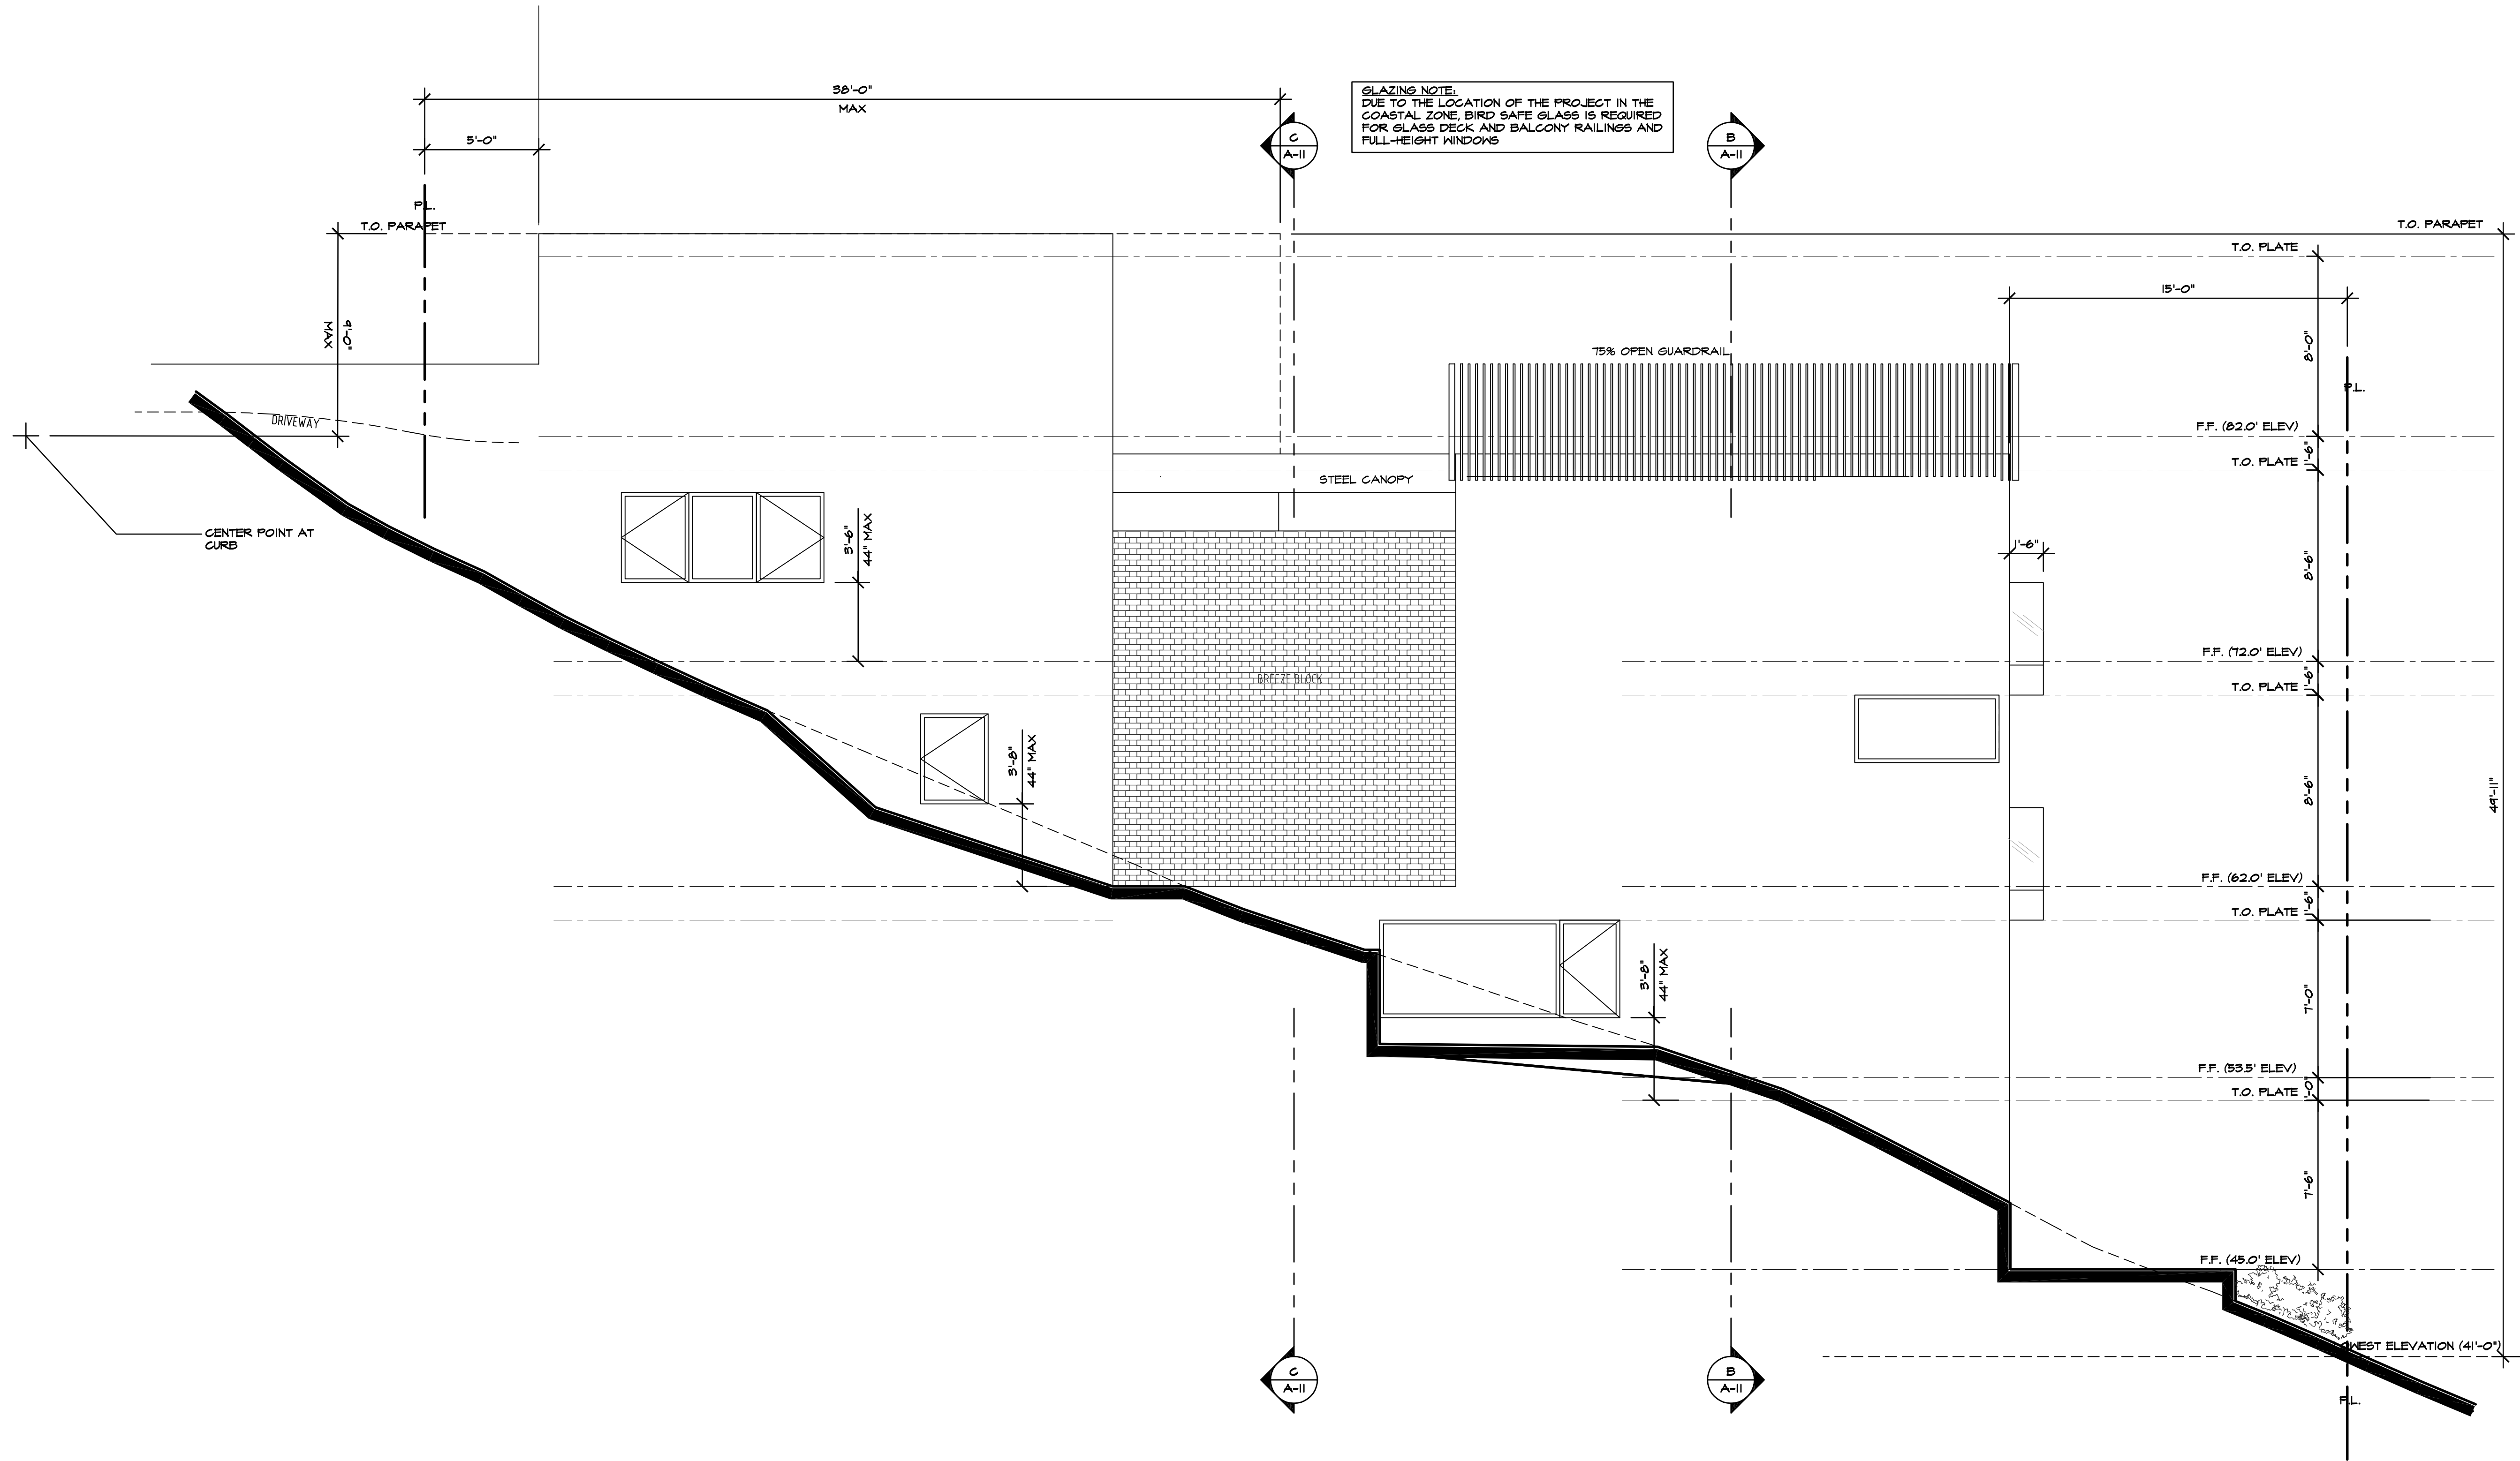 38'-0"
MAX
5'-0"
GLAZING NOTE:
DUE TO THE LOCATION OF THE PROJECT IN THE
COASTAL ZONE, BIRD SAFE GLASS IS REQUIRED
FOR GLASS DECK AND BALCONY RAILINGS AND
FULL-HEIGHT WINDOWS
C
A-11
B
A-11
P.L.
T.O. PARAPET
T.O. PARAPET
T.O. PLATE
15'-0"
9'-0"
MAX
8'-0"
75% OPEN GUARDRAIL
P.L.
DRIVEWAY
F.F. (82.0' ELEV)
1'-6"
T.O. PLATE
STEEL CANOPY
CENTER POINT AT
CURB
3'-6"
44" MAX
1'-6"
8'-6"
F.F. (72.0' ELEV)
1'-6"
T.O. PLATE
BREEZE BLOCK
3'-8"
44" MAX
8'-6"
49'-11"
F.F. (62.0' ELEV)
1'-6"
T.O. PLATE
3'-8"
44" MAX
7'-0"
F.F. (53.5' ELEV)
1'-0"
T.O. PLATE
7'-6"
F.F. (45.0' ELEV)
LOWEST ELEVATION (41'-0")
C
A-11
B
A-11
P.L.